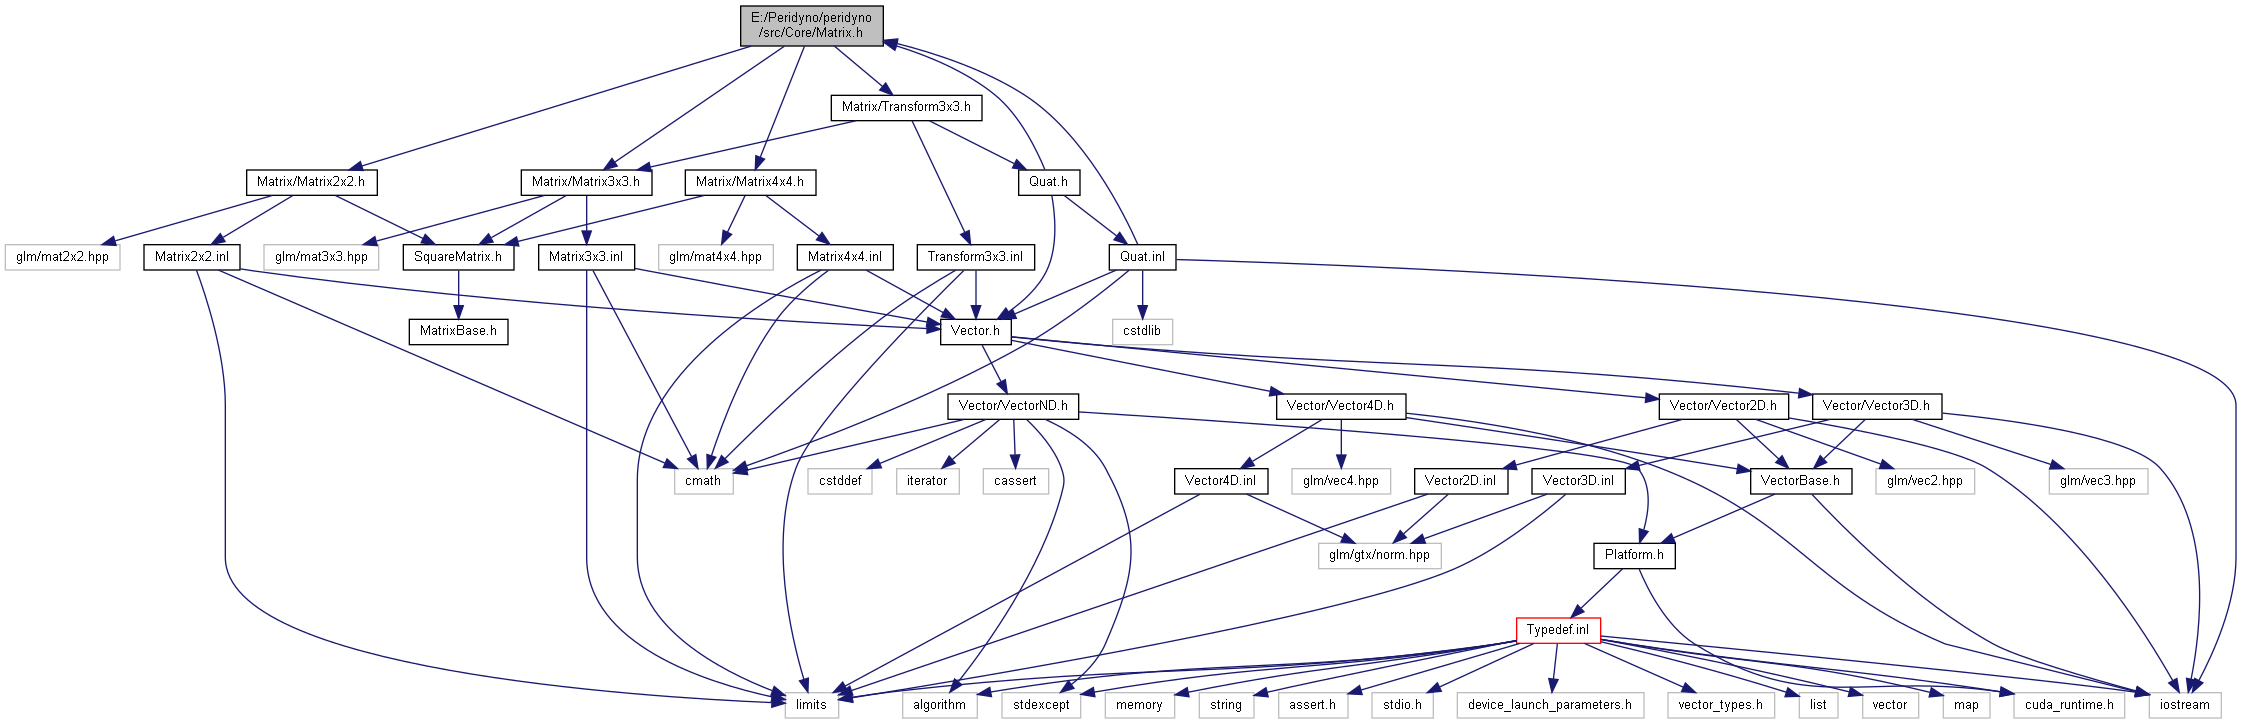 E:/Peridyno/peridyno
/src/Core/Matrix.h
Matrix/Transform3x3.h
Matrix/Matrix2x2.h
Matrix/Matrix3x3.h
Matrix/Matrix4x4.h
Quat.h
glm/mat2x2.hpp
Matrix2x2.inl
glm/mat3x3.hpp
SquareMatrix.h
Matrix3x3.inl
glm/mat4x4.hpp
Matrix4x4.inl
Transform3x3.inl
Quat.inl
MatrixBase.h
Vector.h
cstdlib
Vector/VectorND.h
Vector/Vector4D.h
Vector/Vector2D.h
Vector/Vector3D.h
cmath
cstddef
iterator
cassert
Vector4D.inl
glm/vec4.hpp
Vector2D.inl
Vector3D.inl
VectorBase.h
glm/vec2.hpp
glm/vec3.hpp
glm/gtx/norm.hpp
Platform.h
Typedef.inl
limits
algorithm
stdexcept
memory
string
assert.h
stdio.h
device_launch_parameters.h
vector_types.h
list
vector
map
cuda_runtime.h
iostream